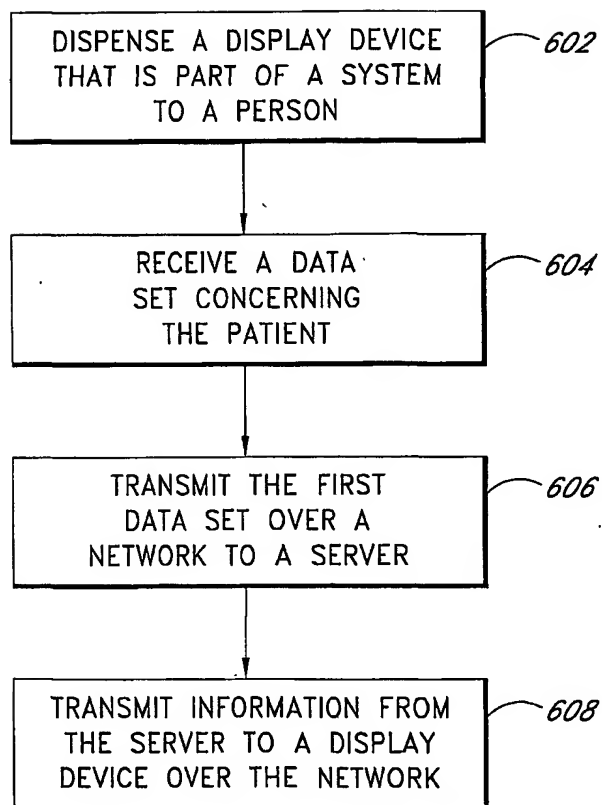 DISPENSE A DISPLAY DEVICE
THAT IS PART OF A SYSTEM
TO A PERSON
602
RECEIVE A DATA
SET CONCERNING
THE PATIENT
604
TRANSMIT THE FIRST
DATA SET OVER A
NETWORK TO A SERVER
606
TRANSMIT INFORMATION FROM
THE SERVER TO A DISPLAY
DEVICE OVER THE NETWORK
608